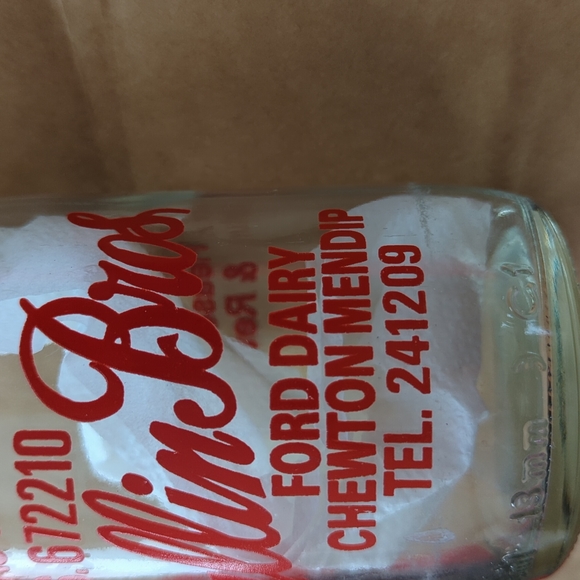 672210
Bros
FORD DAIRY
CHEWTON MENDIP
TEL. 241209